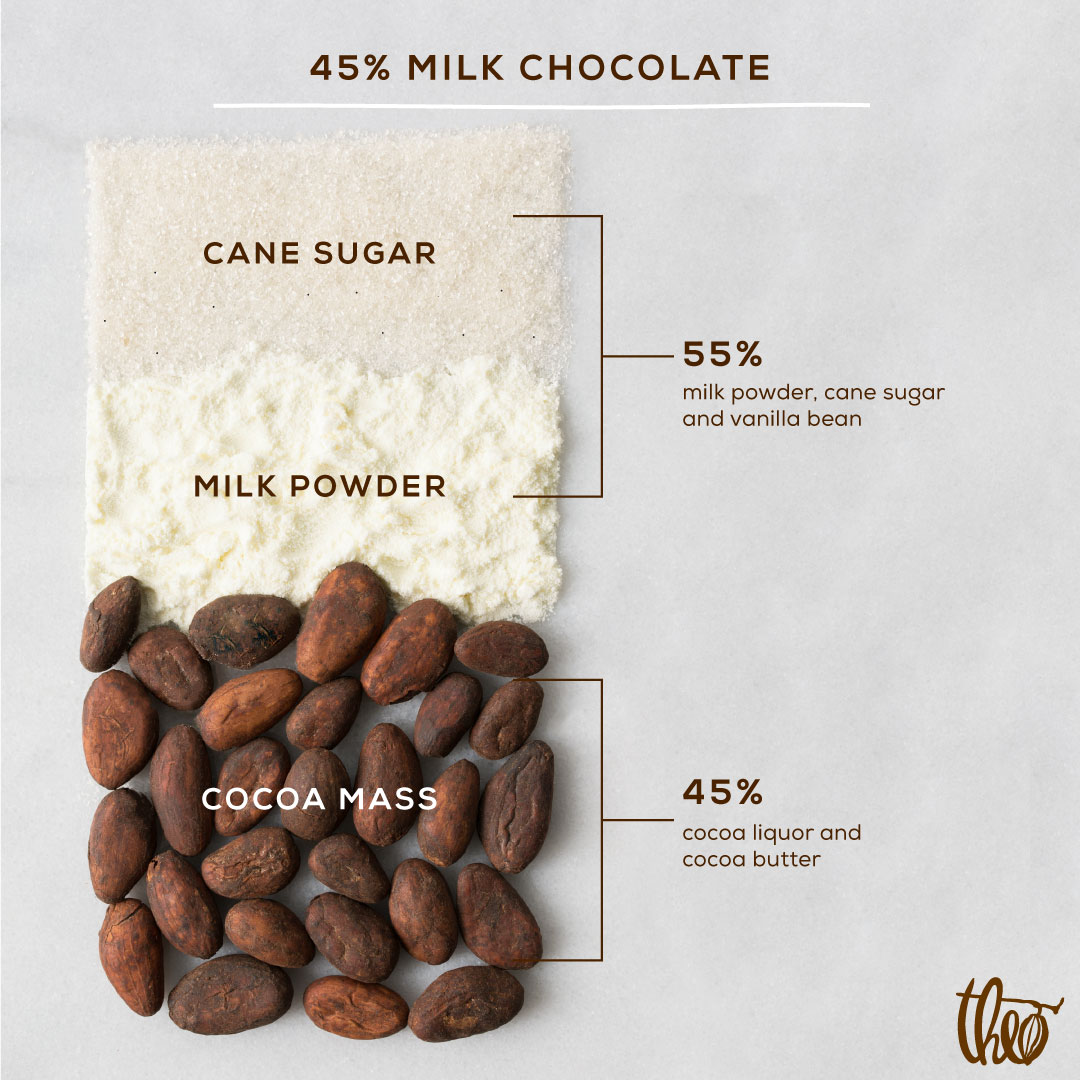 45% MILK CHOCOLATE
CANE SUGAR
55%
milk powder, cane sugar
and vanilla bean
MILK POWDER
COCOA MASS
45%
cocoa liquor and
cocoa butter
theo